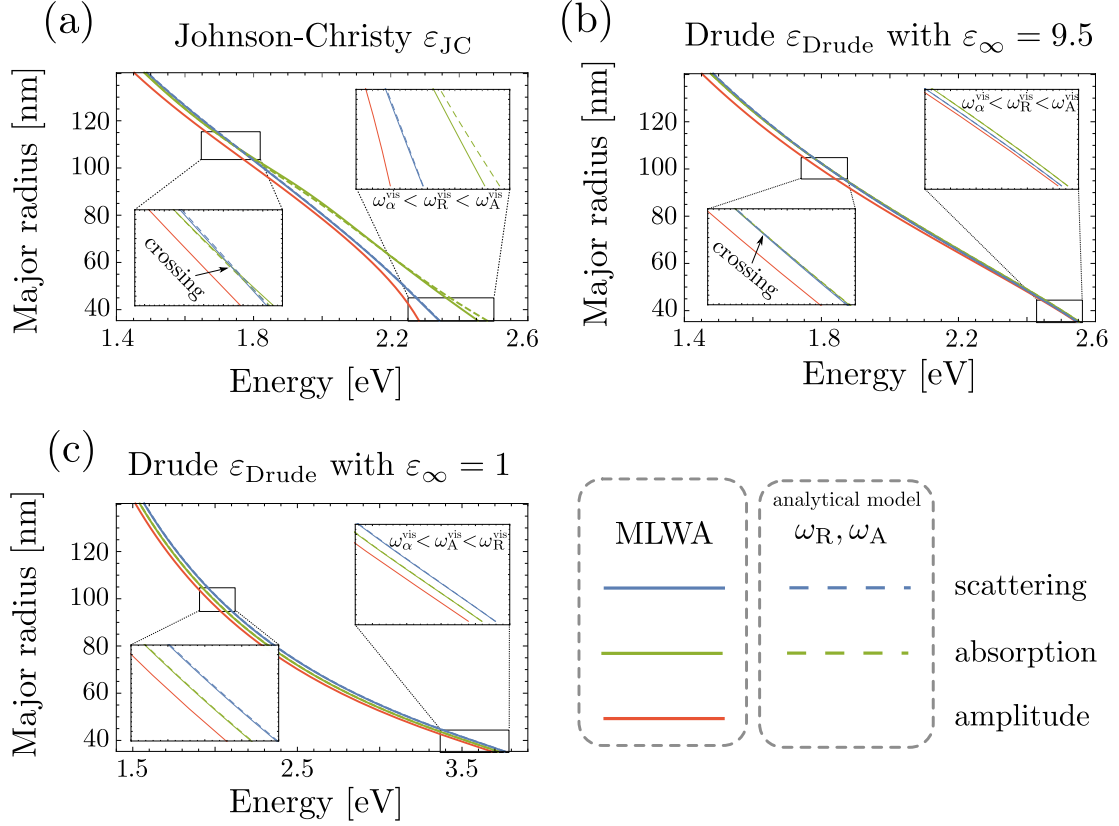 (a)
Johnson-Christy ε_JC
Major radius [nm]
120
100
80
60
40
ω_α^vis < ω_R^vis < ω_A^vis
crossing
1.4 1.8 2.2 2.6
Energy [eV]
(b)
Drude ε_Drude with ε_∞ = 9.5
Major radius [nm]
120
100
80
60
40
ω_α^vis < ω_R^vis < ω_A^vis
crossing
1.4 1.8 2.2 2.6
Energy [eV]
(c)
Drude ε_Drude with ε_∞ = 1
Major radius [nm]
120
100
80
60
40
ω_α^vis < ω_A^vis < ω_R^vis
1.5 2.5 3.5
Energy [eV]
MLWA
analytical model
ω_R, ω_A
scattering
absorption
amplitude